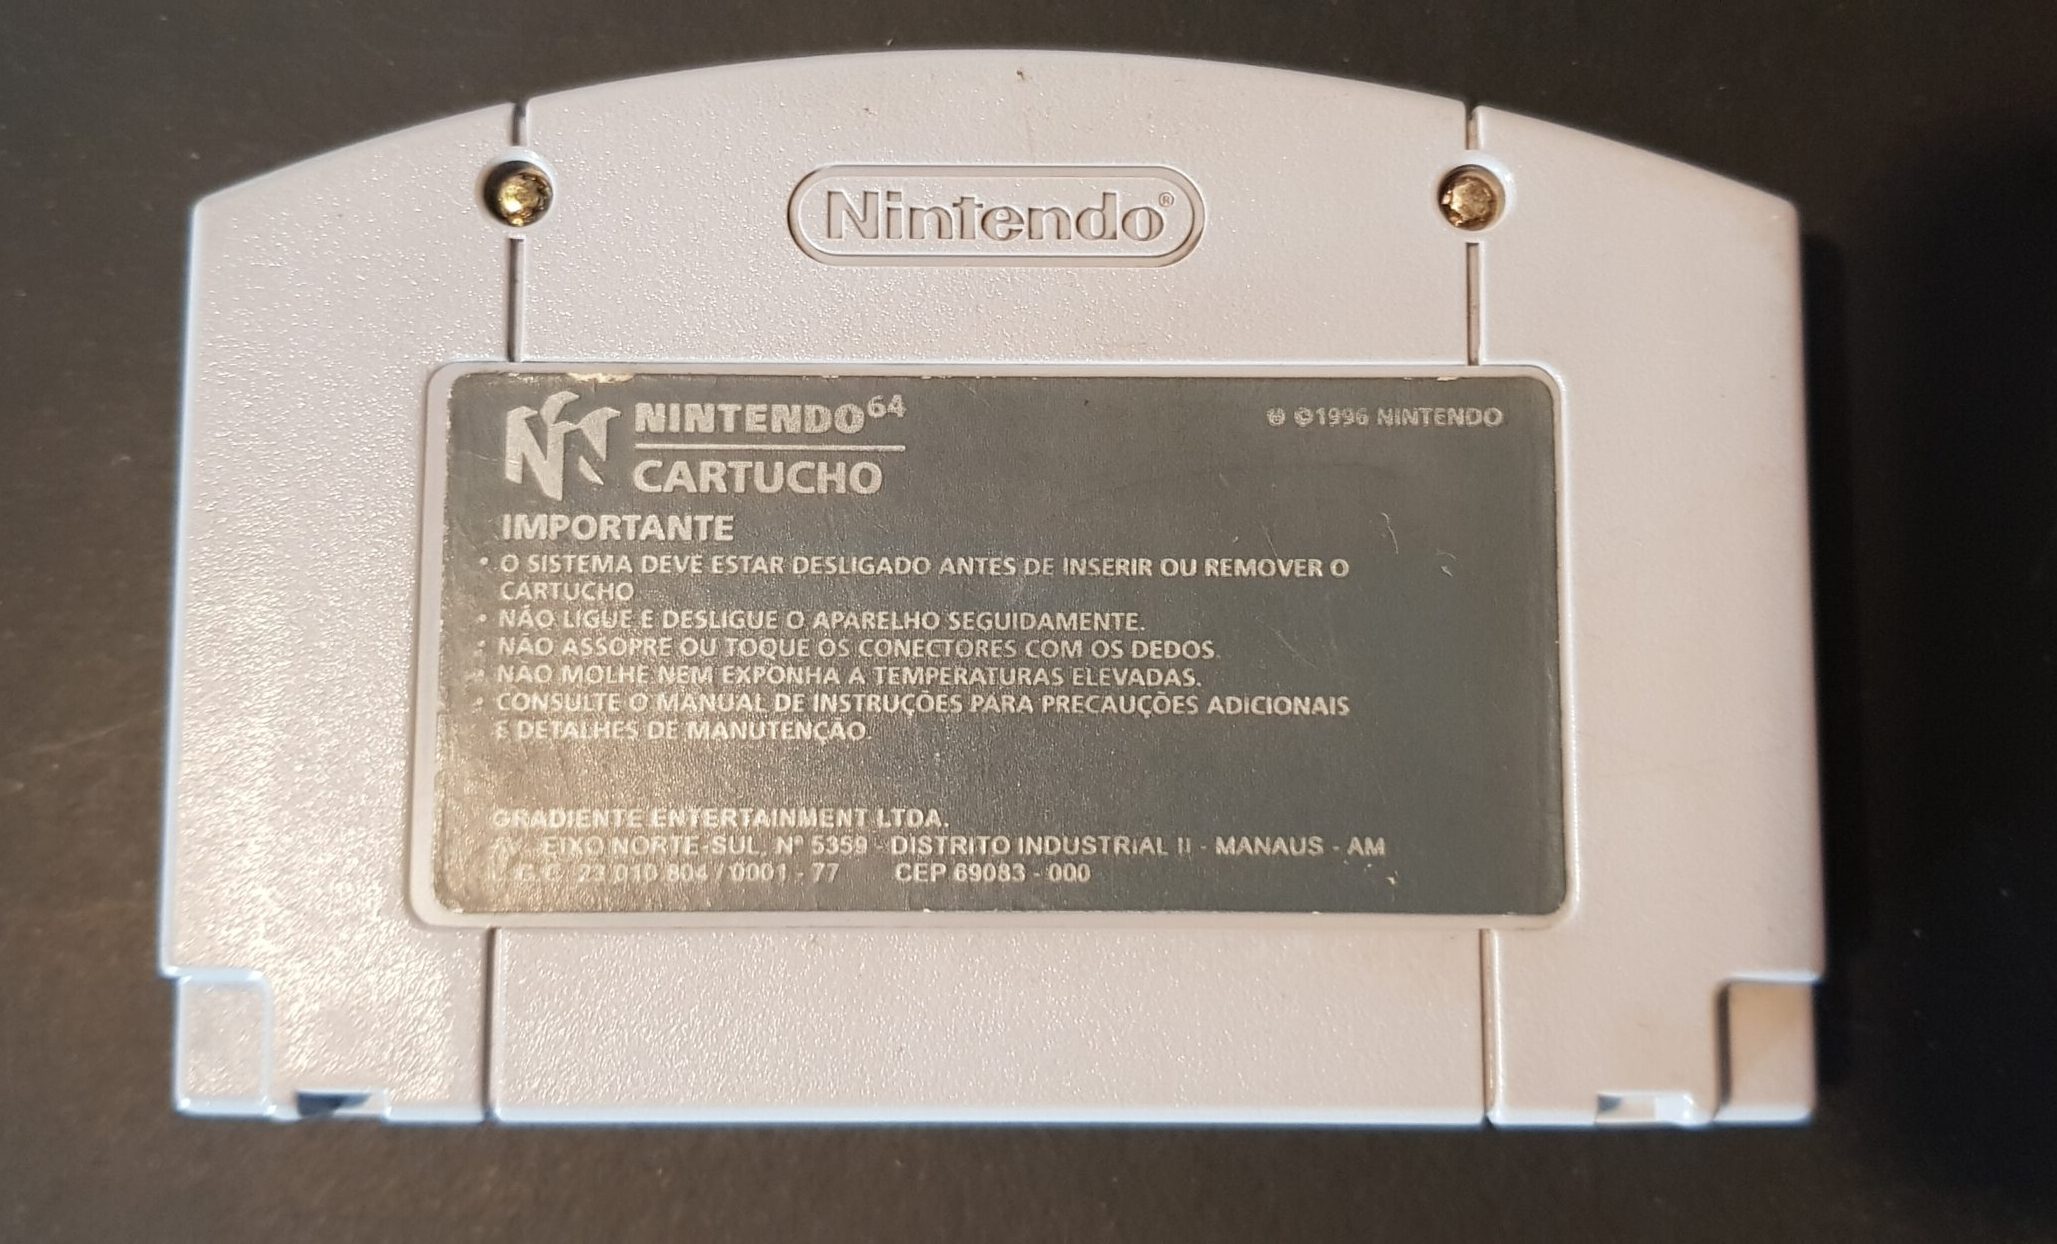 Nintendo®
NINTENDO64
CARTUCHO
©1996 NINTENDO
IMPORTANTE
• O SISTEMA DEVE ESTAR DESLIGADO ANTES DE INSERIR OU REMOVER O
CARTUCHO
• NÃO LIGUE E DESLIGUE O APARELHO SEGUIDAMENTE.
• NÃO ASSOPRE OU TOQUE OS CONECTORES COM OS DEDOS.
• NÃO MOLHE NEM EXPONHA A TEMPERATURAS ELEVADAS.
• CONSULTE O MANUAL DE INSTRUÇÕES PARA PRECAUÇÕES ADICIONAIS
E DETALHES DE MANUTENÇÃO.
GRADIENTE ENTERTAINMENT LTDA.
AV. EIXO NORTE-SUL, Nº 5359 - DISTRITO INDUSTRIAL II - MANAUS - AM
23 010 804 / 0001 - 77 CEP 69083 - 000